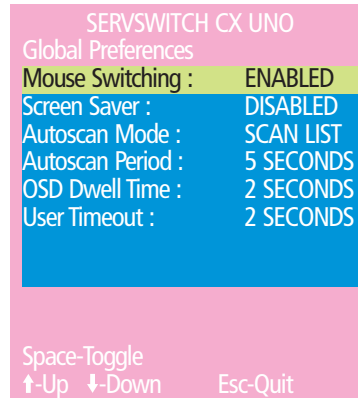 SERVSWITCH CX UNO
Global Preferences
Mouse Switching : ENABLED
Screen Saver : DISABLED
Autoscan Mode : SCAN LIST
Autoscan Period : 5 SECONDS
OSD Dwell Time : 2 SECONDS
User Timeout : 2 SECONDS
Space-Toggle
⬆-Up ⬇-Down Esc-Quit